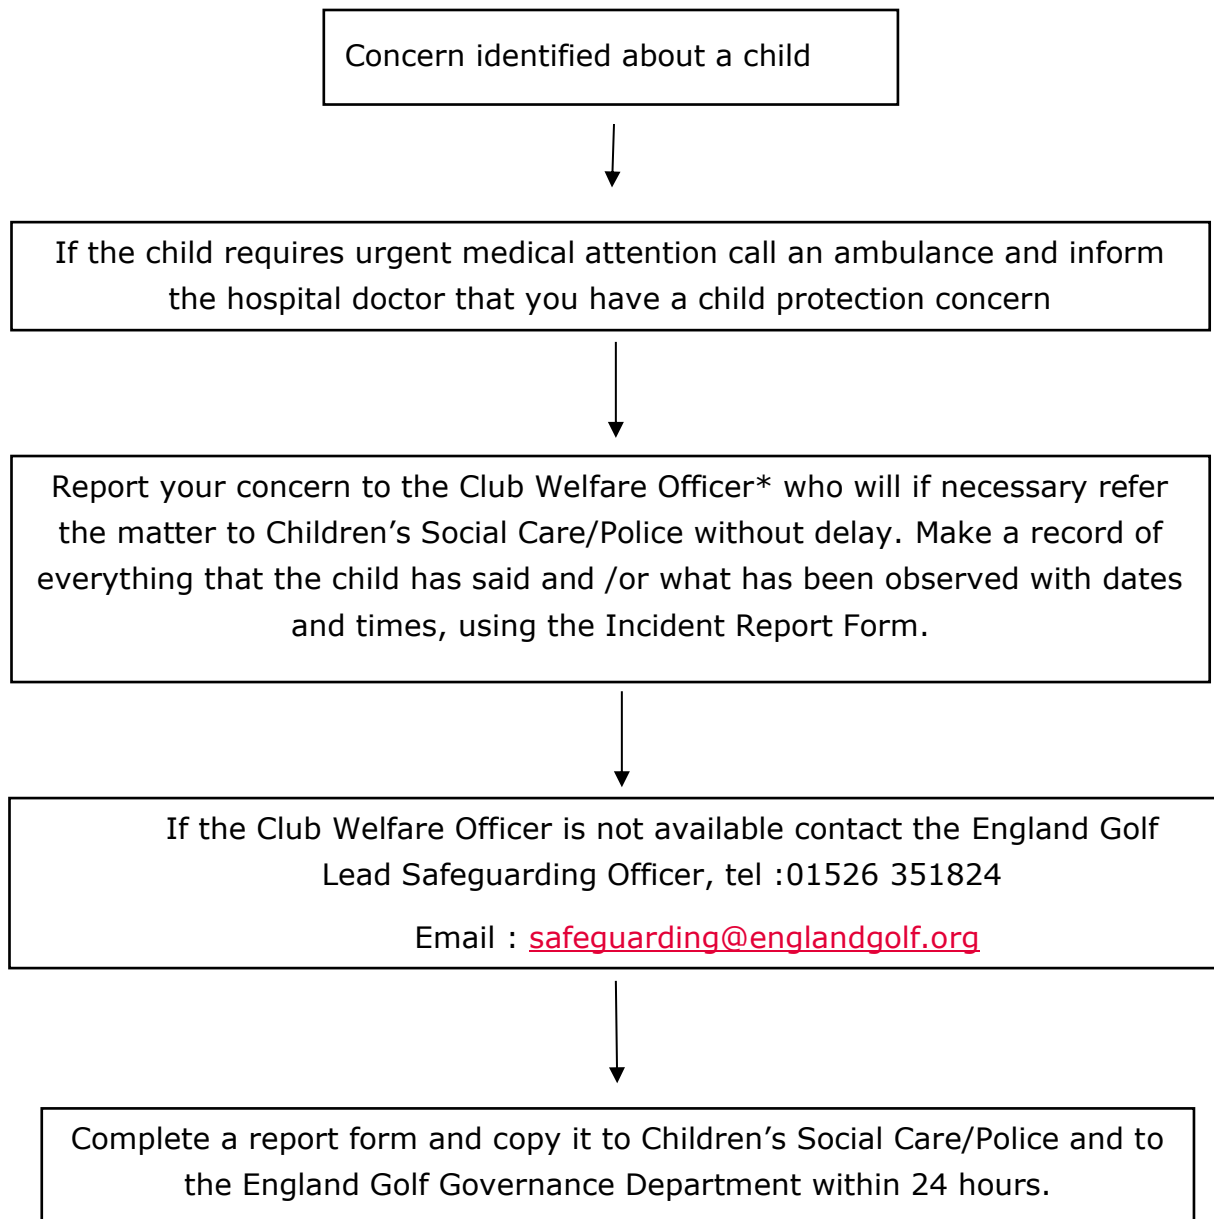 Concern identified about a child
If the child requires urgent medical attention call an ambulance and inform
the hospital doctor that you have a child protection concern
Report your concern to the Club Welfare Officer* who will if necessary refer
the matter to Children’s Social Care/Police without delay. Make a record of
everything that the child has said and /or what has been observed with dates
and times, using the Incident Report Form.
If the Club Welfare Officer is not available contact the England Golf
Lead Safeguarding Officer, tel :01526 351824
Email : safeguarding@englandgolf.org
Complete a report form and copy it to Children’s Social Care/Police and to
the England Golf Governance Department within 24 hours.